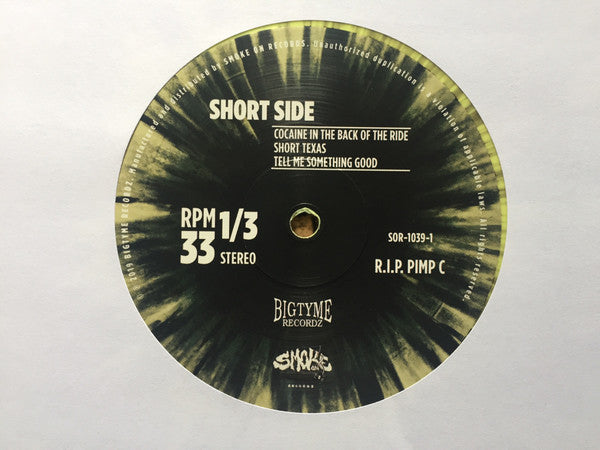 2019 BIGTYME RECORDZ. Manufactured and distributed by SMOKE ON RECORDS. Unauthorized duplication is a violation of applicable laws. All rights reserved.
SHORT SIDE
COCAINE IN THE BACK OF THE RIDE
SHORT TEXAS
TELL ME SOMETHING GOOD
RPM 1/3
33 STEREO
SOR-1039-1
R.I.P. PIMP C
BIGTYME
RECORDZ
SMOKE
ON
RECORDS